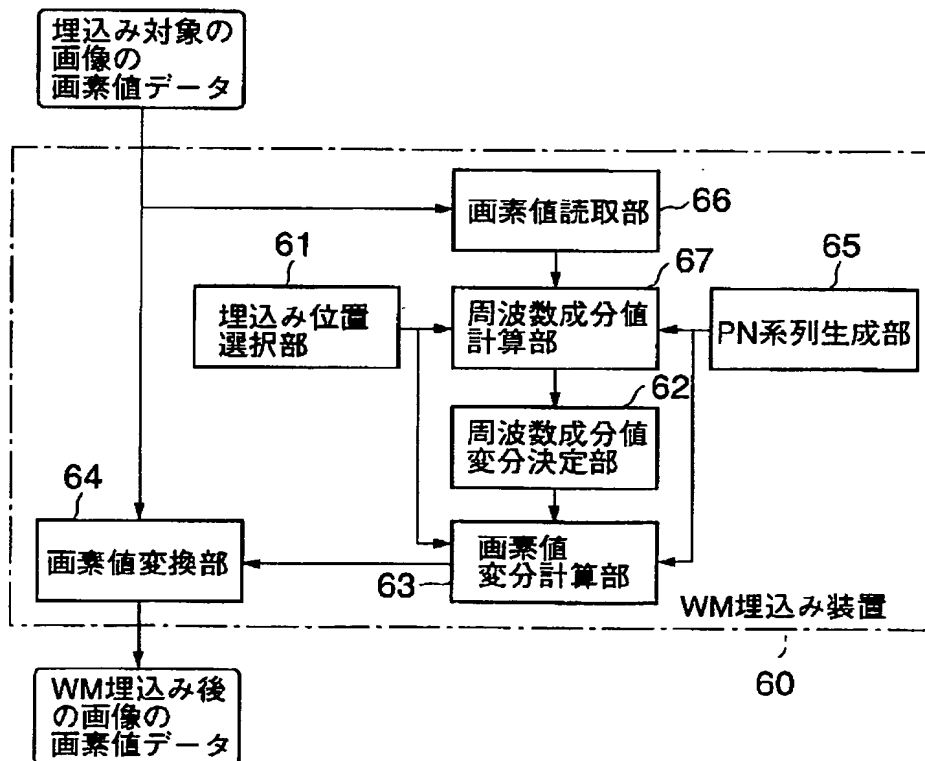 埋込み対象の
画像の
画素値データ
画素値読取部
66
61
埋込み位置
選択部
67
周波数成分値
計算部
65
PN系列生成部
62
周波数成分値
変分決定部
64
画素値変換部
画素値
変分計算部
63
WM埋込み装置
60
WM埋込み後
の画像の
画素値データ